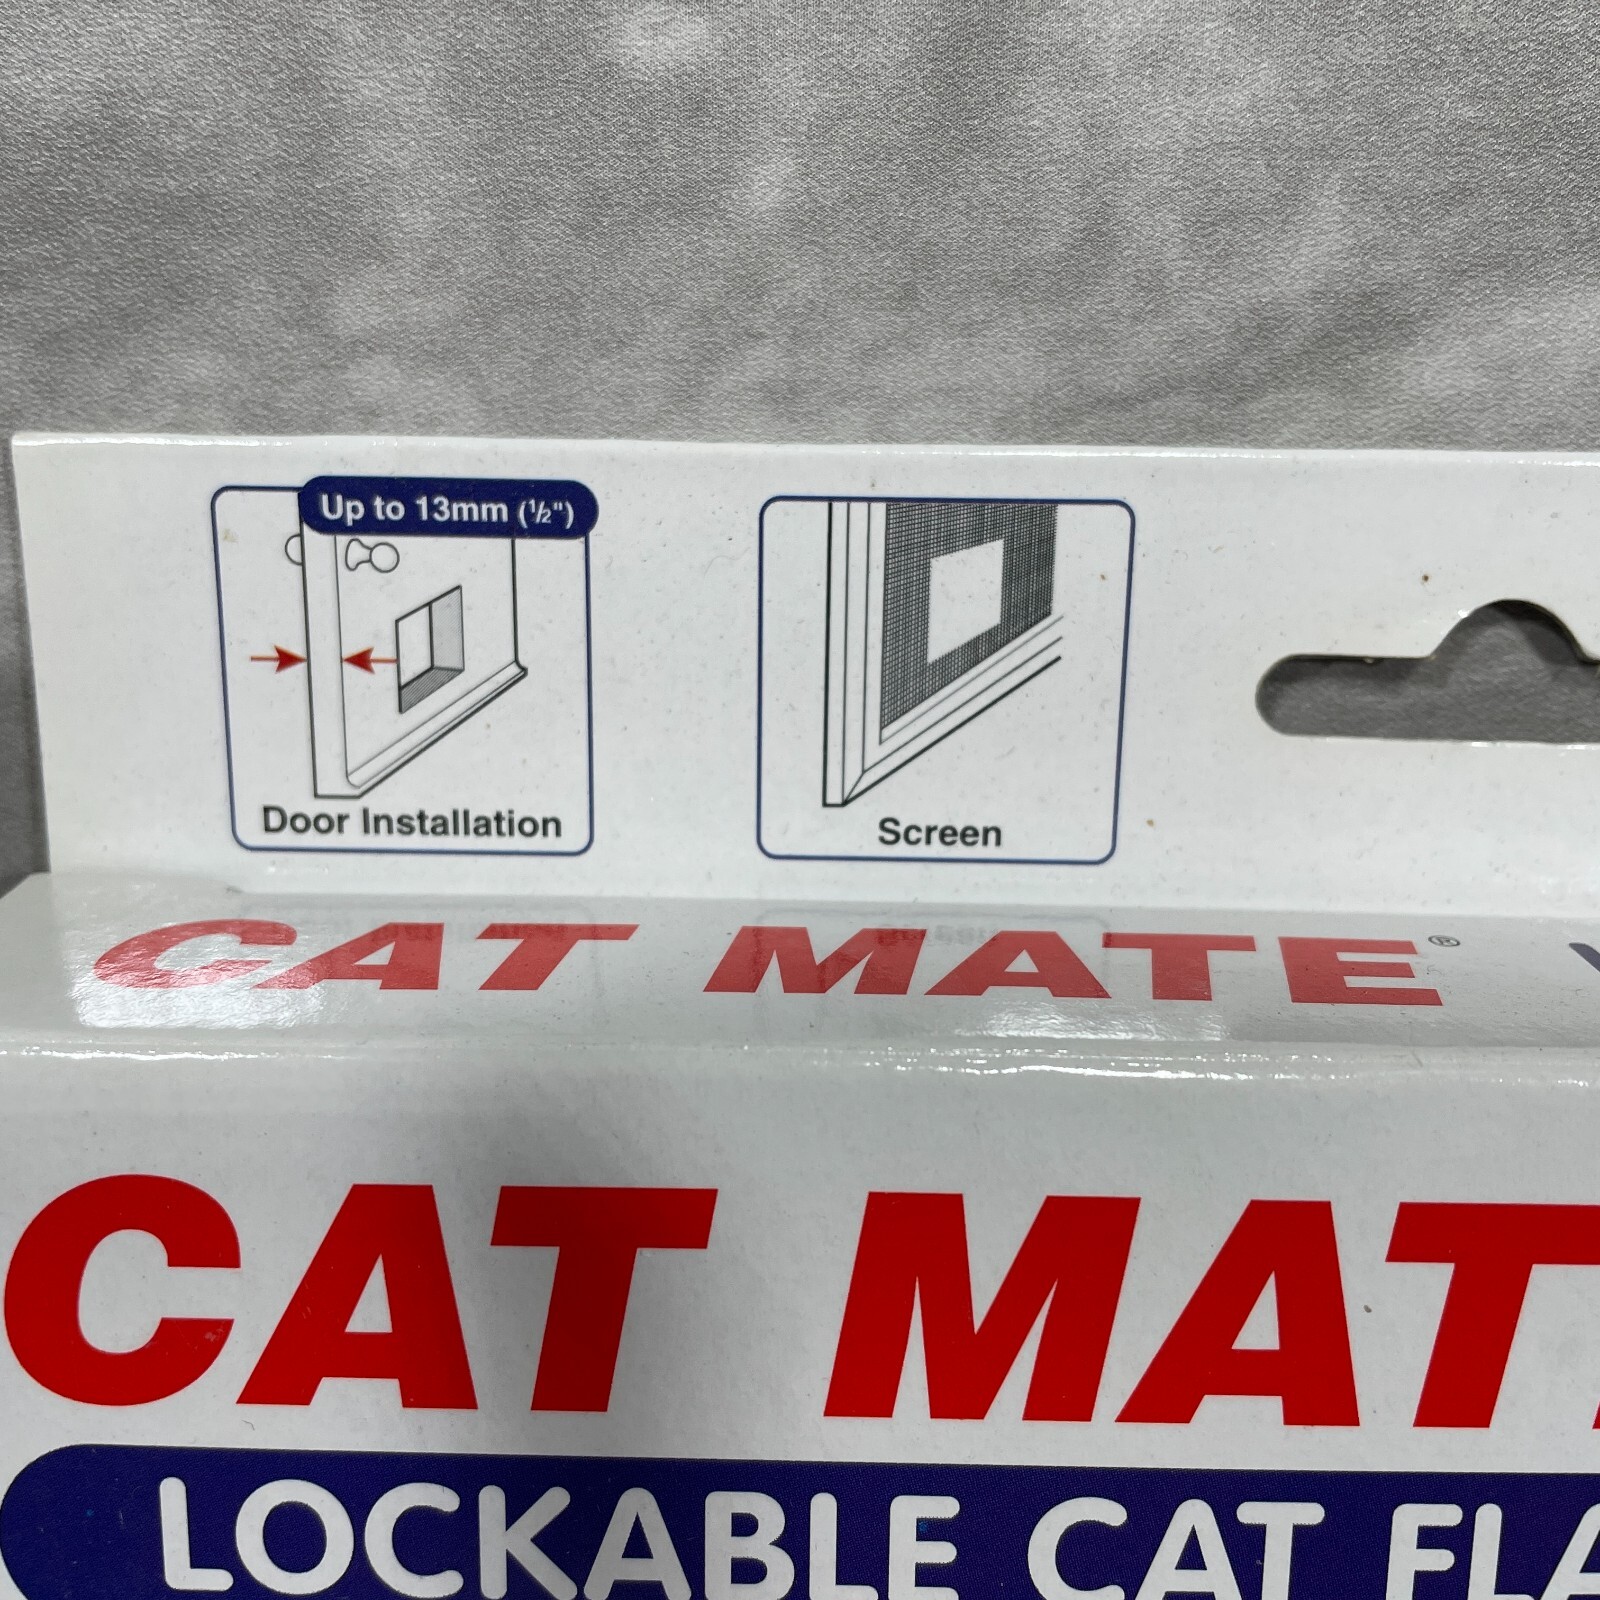 Up to 13mm (1/2")
Door Installation
Screen
CAT MATE®
CAT MAT
LOCKABLE CAT FLA